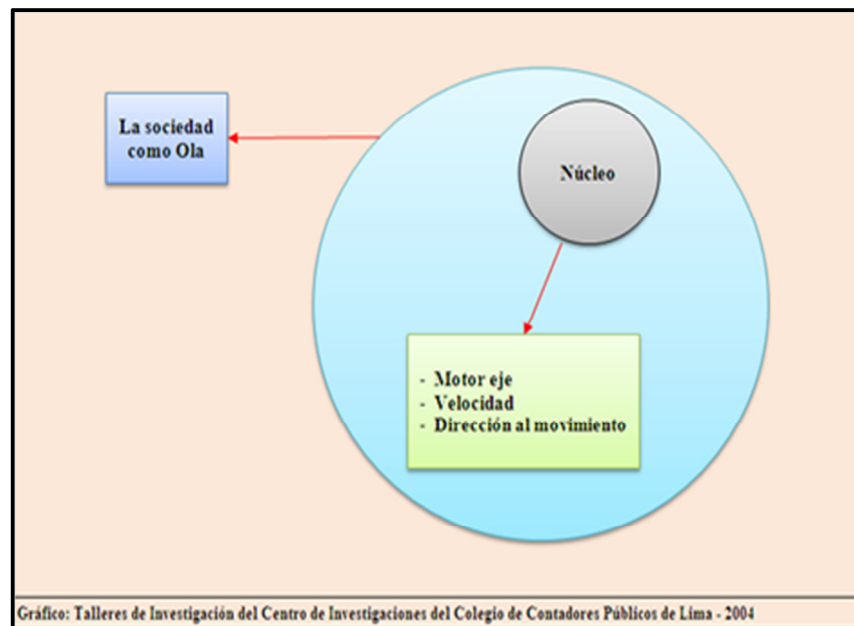 La sociedad
como Ola
Núcleo
- Motor eje
- Velocidad
- Dirección al movimiento
Gráfico: Talleres de Investigación del Centro de Investigaciones del Colegio de Contadores Públicos de Lima - 2004